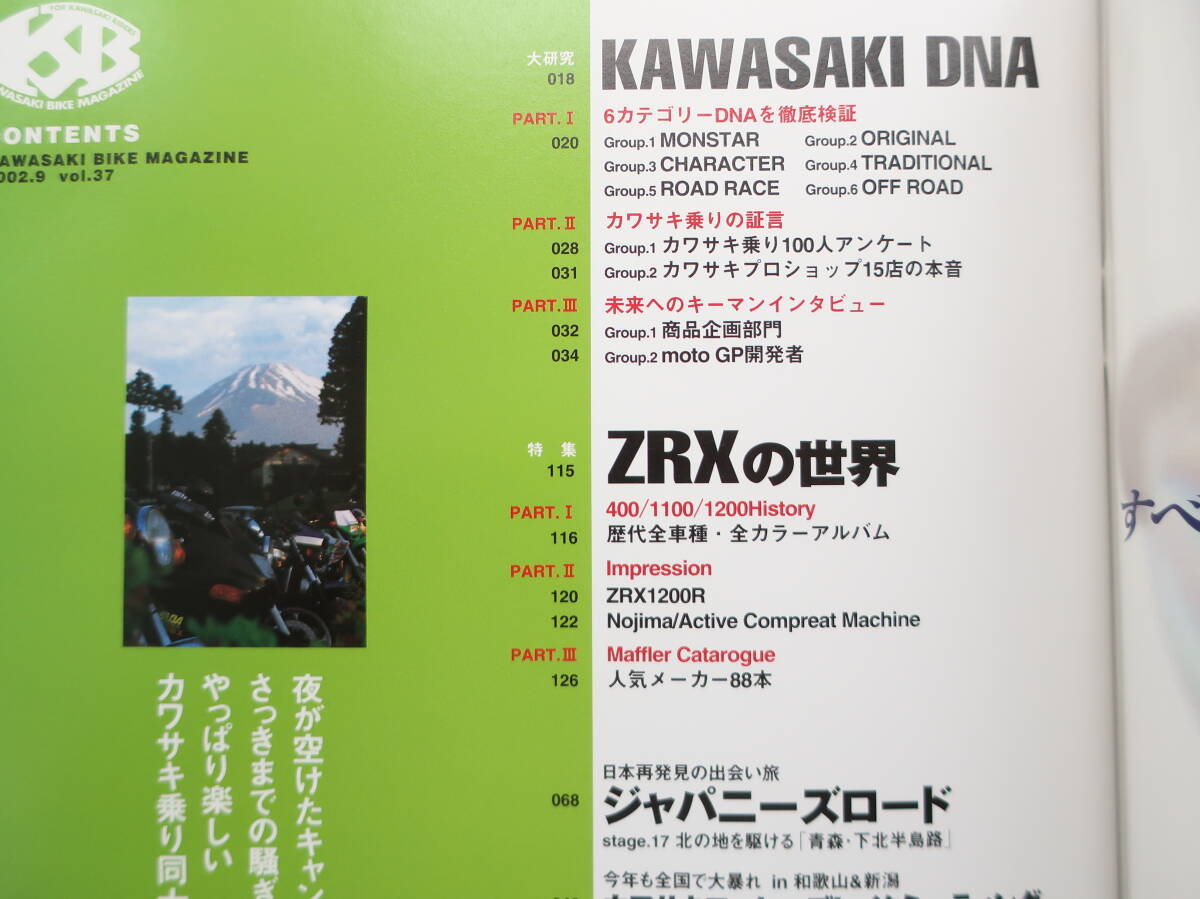 FOR KAWASAKI RIDERS
KB
WASAKI BIKE MAGAZINE
ONTENTS
AWASAKI BIKE MAGAZINE
002.9 vol.37
大研究
018
KAWASAKI DNA
PART.Ⅰ
6カテゴリーDNAを徹底検証
020
Group.1 MONSTAR Group.2 ORIGINAL
Group.3 CHARACTER Group.4 TRADITIONAL
Group.5 ROAD RACE Group.6 OFF ROAD
PART.Ⅱ
カワサキ乗りの証言
028
Group.1 カワサキ乗り100人アンケート
031
Group.2 カワサキプロショップ15店の本音
PART.Ⅲ
未来へのキーマンインタビュー
032
Group.1 商品企画部門
034
Group.2 moto GP開発者
特集
115
ZRXの世界
PART.Ⅰ
400/1100/1200History
116
歴代全車種・全カラーアルバム
PART.Ⅱ
Impression
120
ZRX1200R
122
Nojima/Active Compreat Machine
PART.Ⅲ
Maffler Catarogue
126
人気メーカー88本
日本再発見の出会い旅
068
ジャパニーズロード
stage.17 北の地を駆ける「青森・下北半島路」
今年も全国で大暴れ in 和歌山&新潟
夜が空けたキャン
さっきまでの騒ぎ
やっぱり楽しい
カワサキ乗り同
すべ